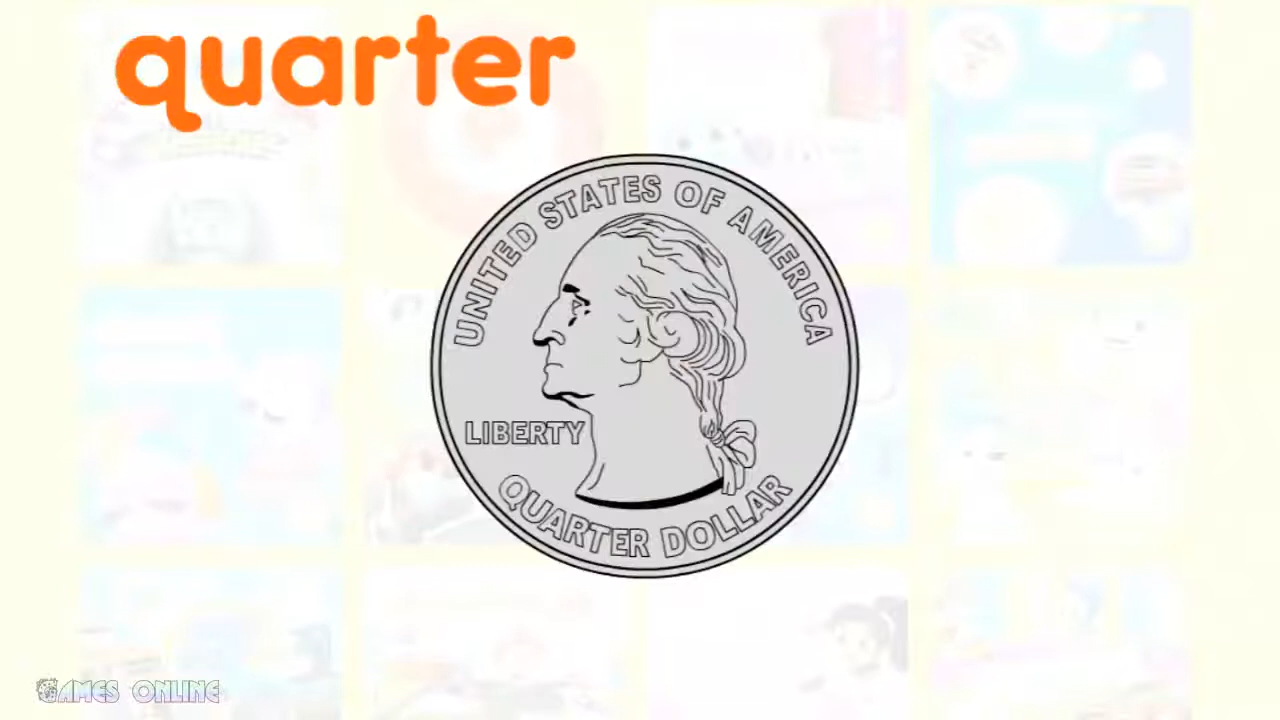 quarter
UNITED STATES OF AMERICA
LIBERTY
QUARTER DOLLAR
GAMES ONLINE